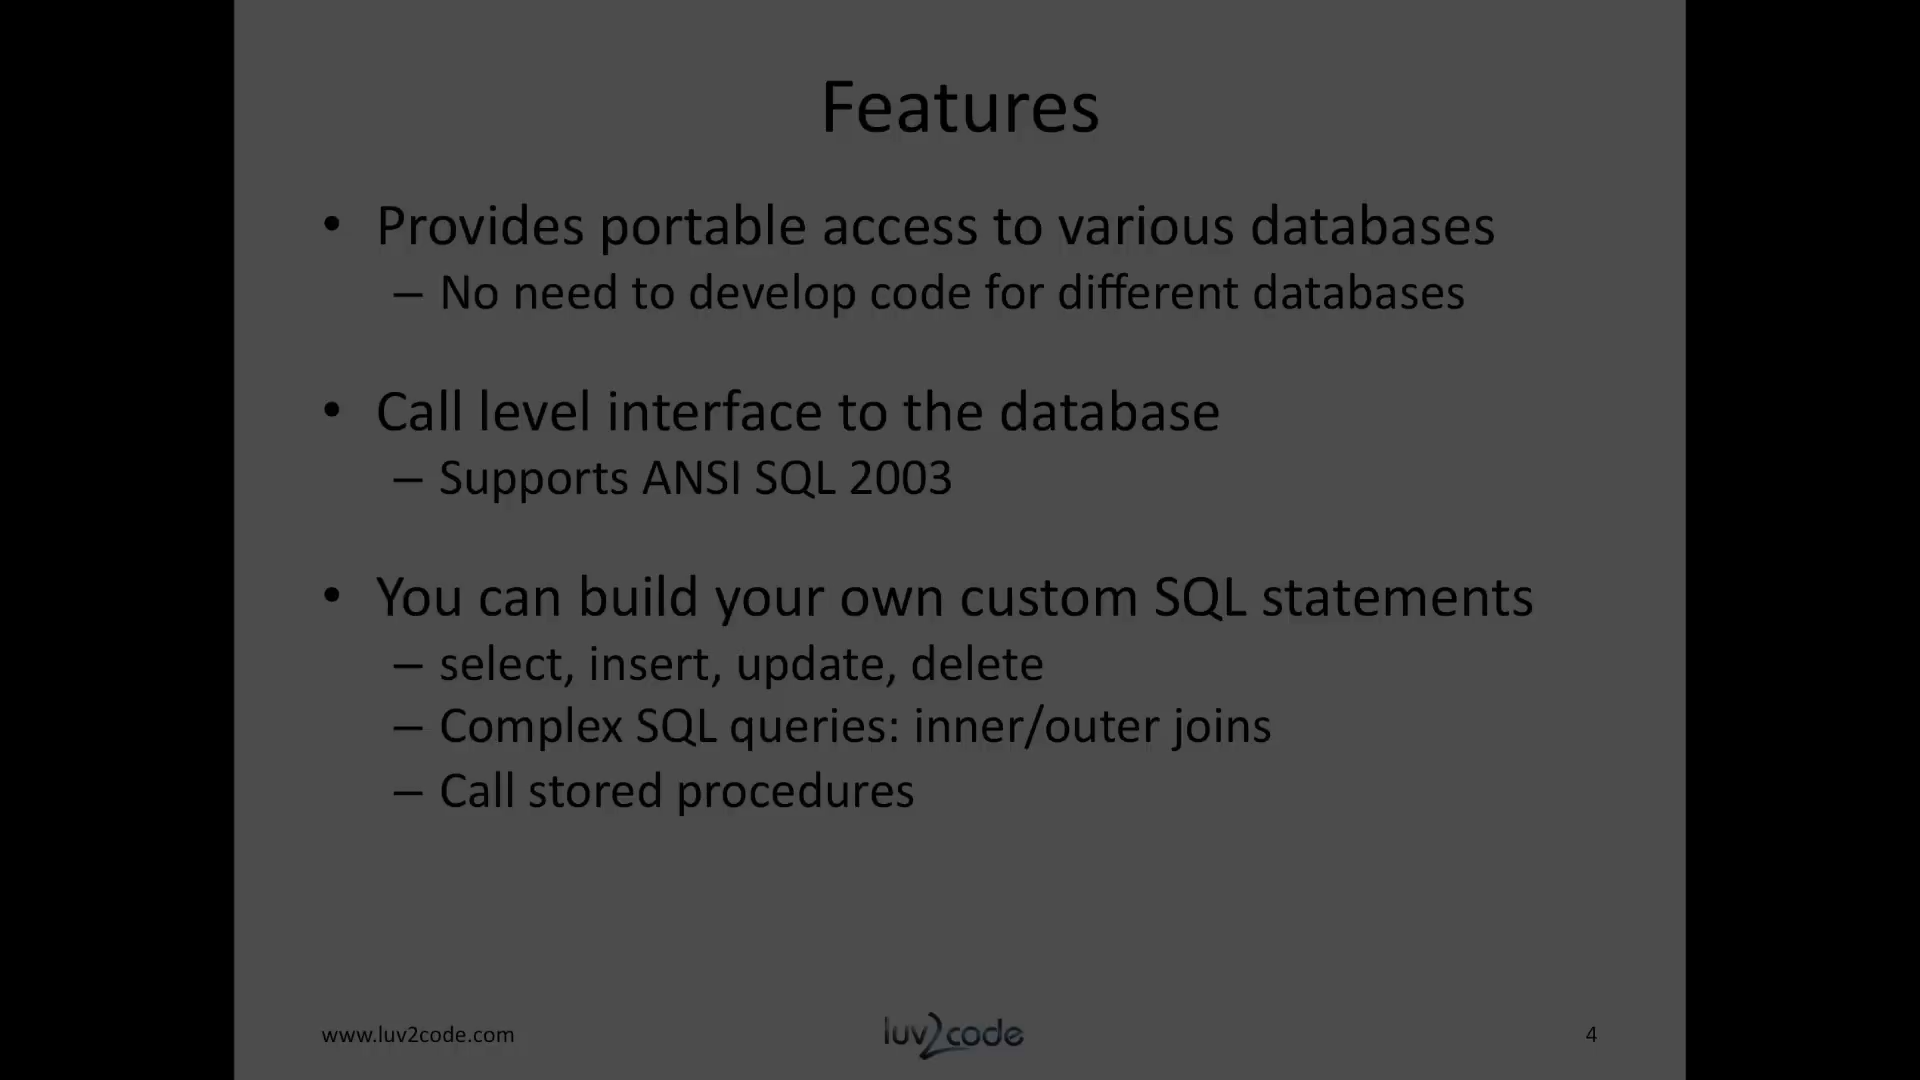 Features
• Provides portable access to various databases
– No need to develop code for different databases
• Call level interface to the database
– Supports ANSI SQL 2003
• You can build your own custom SQL statements
– select, insert, update, delete
– Complex SQL queries: inner/outer joins
– Call stored procedures
www.luv2code.com
luv2code
4